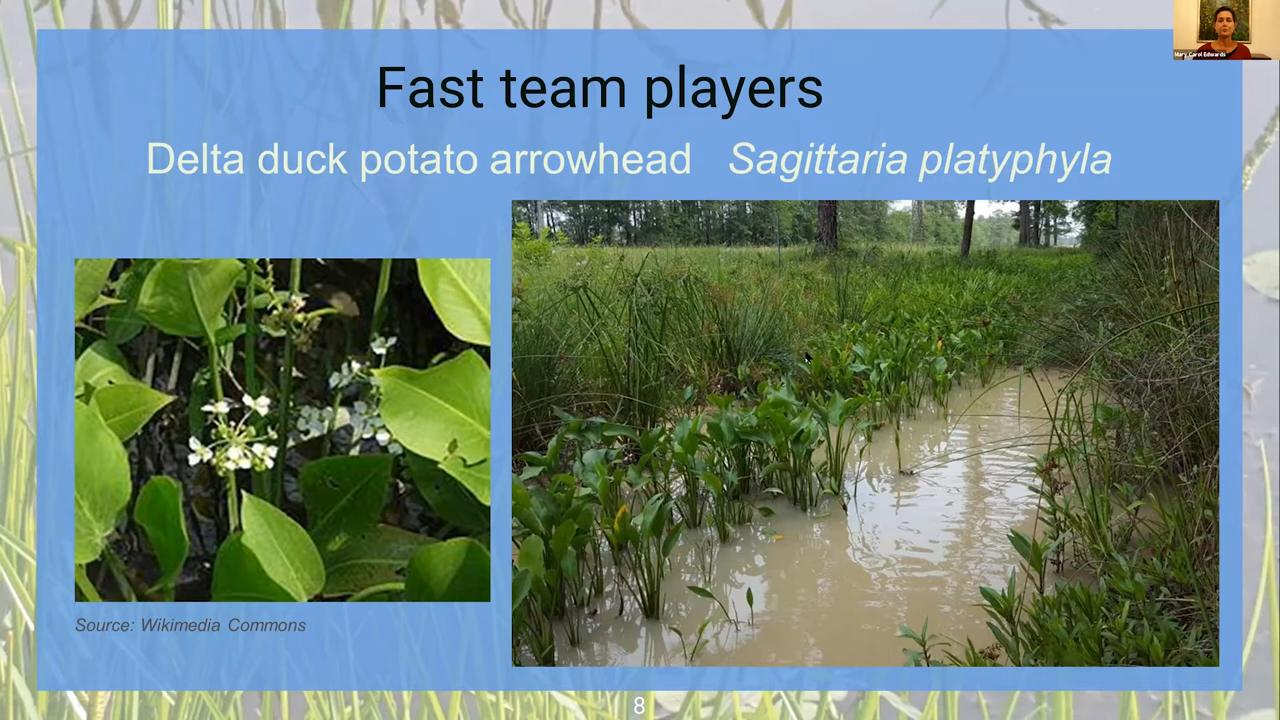 Mary Carol Edwards
Fast team players
Delta duck potato arrowhead Sagittaria platyphyla
Source: Wikimedia Commons
8